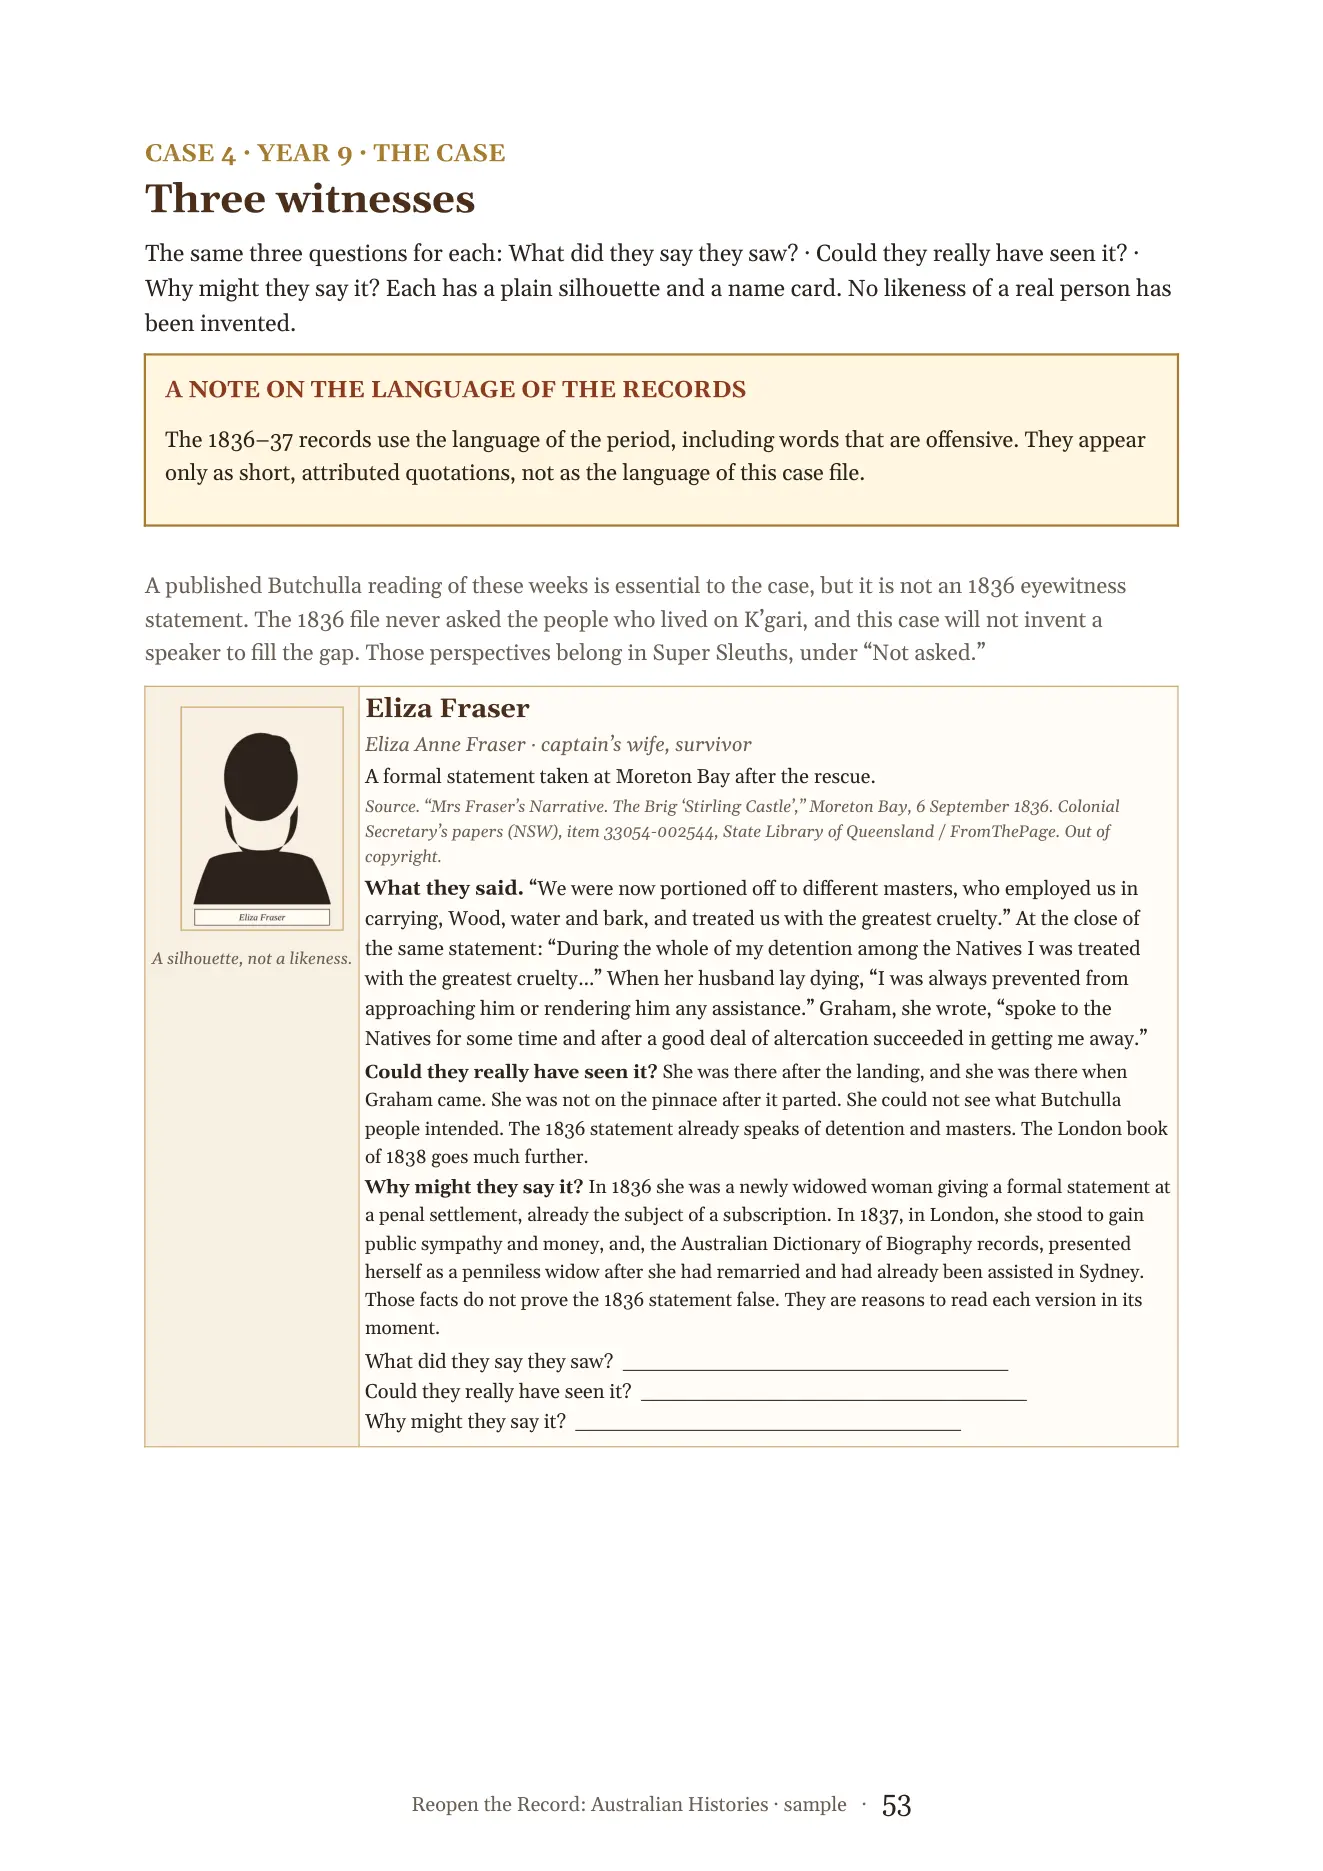 CASE 4 · YEAR 9 · THE CASE
Three witnesses
The same three questions for each: What did they say they saw? · Could they really have seen it? ·
Why might they say it? Each has a plain silhouette and a name card. No likeness of a real person has
been invented.
A NOTE ON THE LANGUAGE OF THE RECORDS
The 1836–37 records use the language of the period, including words that are offensive. They appear
only as short, attributed quotations, not as the language of this case file.
A published Butchulla reading of these weeks is essential to the case, but it is not an 1836 eyewitness
statement. The 1836 file never asked the people who lived on K’gari, and this case will not invent a
speaker to fill the gap. Those perspectives belong in Super Sleuths, under “Not asked.”
Eliza Fraser
A silhouette, not a likeness.
Eliza Fraser
Eliza Anne Fraser · captain’s wife, survivor
A formal statement taken at Moreton Bay after the rescue.
Source. “Mrs Fraser’s Narrative. The Brig ‘Stirling Castle’,” Moreton Bay, 6 September 1836. Colonial
Secretary’s papers (NSW), item 33054-002544, State Library of Queensland / FromThePage. Out of
copyright.
What they said. “We were now portioned off to different masters, who employed us in
carrying, Wood, water and bark, and treated us with the greatest cruelty.” At the close of
the same statement: “During the whole of my detention among the Natives I was treated
with the greatest cruelty…” When her husband lay dying, “I was always prevented from
approaching him or rendering him any assistance.” Graham, she wrote, “spoke to the
Natives for some time and after a good deal of altercation succeeded in getting me away.”
Could they really have seen it? She was there after the landing, and she was there when
Graham came. She was not on the pinnace after it parted. She could not see what Butchulla
people intended. The 1836 statement already speaks of detention and masters. The London book
of 1838 goes much further.
Why might they say it? In 1836 she was a newly widowed woman giving a formal statement at
a penal settlement, already the subject of a subscription. In 1837, in London, she stood to gain
public sympathy and money, and, the Australian Dictionary of Biography records, presented
herself as a penniless widow after she had remarried and had already been assisted in Sydney.
Those facts do not prove the 1836 statement false. They are reasons to read each version in its
moment.
What did they say they saw? ______________________________________
Could they really have seen it? ______________________________________
Why might they say it? ______________________________________
Reopen the Record: Australian Histories · sample · 53